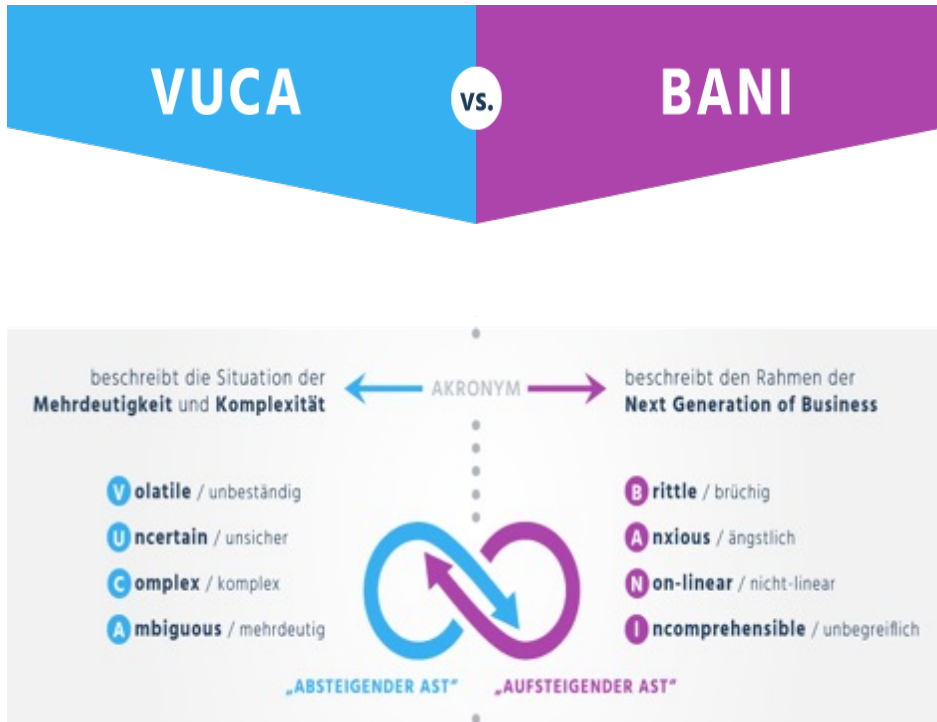 VUCA
vs.
BANI
beschreibt die Situation der
Mehrdeutigkeit und Komplexität
AKRONYM
beschreibt den Rahmen der
Next Generation of Business
Volatile / unbeständig
Uncertain / unsicher
Complex / komplex
Ambiguous / mehrdeutig
Brittle / brüchig
Anxious / ängstlich
Non-linear / nicht-linear
Incomprehensible / unbegreiflich
„ABSTEIGENDER AST“
„AUFSTEIGENDER AST“